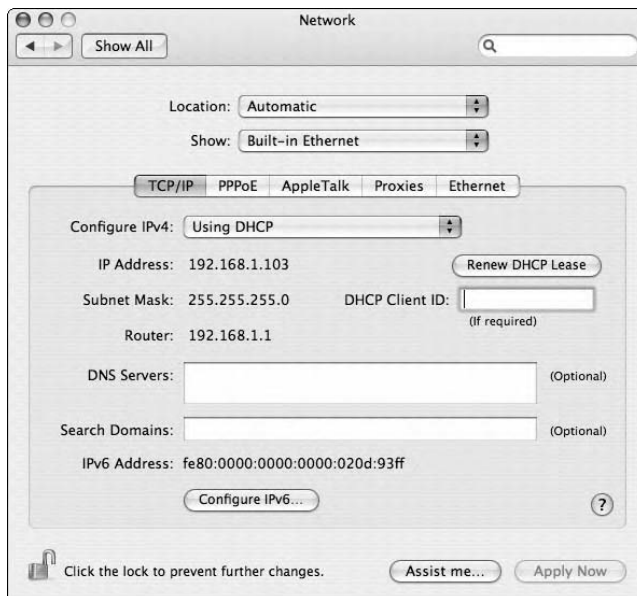 Network
Show All
Location: Automatic
Show: Built-in Ethernet
TCP/IP PPPoE AppleTalk Proxies Ethernet
Configure IPv4: Using DHCP
IP Address: 192.168.1.103 Renew DHCP Lease
Subnet Mask: 255.255.255.0 DHCP Client ID:
(If required)
Router: 192.168.1.1
DNS Servers: (Optional)
Search Domains: (Optional)
IPv6 Address: fe80:0000:0000:0000:020d:93ff
Configure IPv6...
?
Click the lock to prevent further changes. Assist me... Apply Now